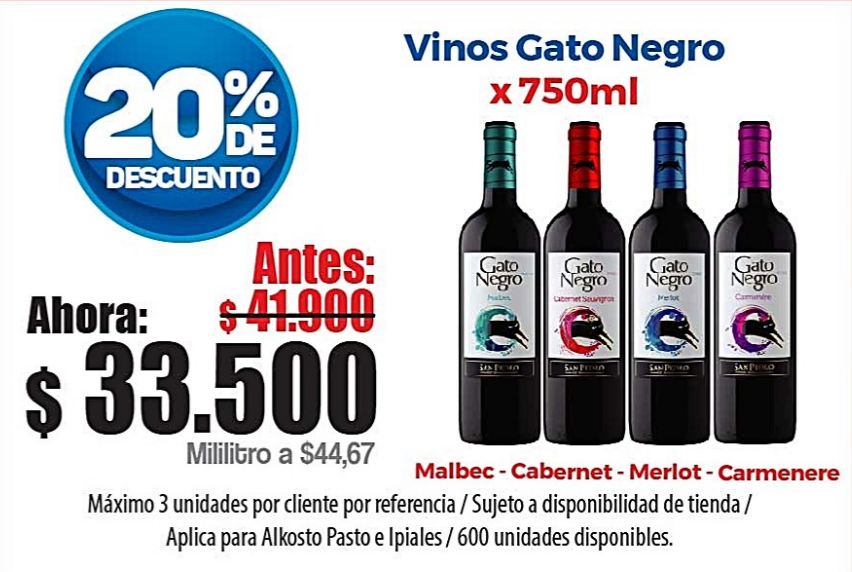 20% DE
DESCUENTO
Vinos Gato Negro
x 750ml
Antes:
$ 41.900
Ahora:
$ 33.500
Mililitro a $44,67
Gato Negro
Malbec
SAN PEDRO
Gato Negro
Cabernet Sauvignon
SAN PEDRO
Gato Negro
Merlot
SAN PEDRO
Gato Negro
Carmenère
SAN PEDRO
Malbec - Cabernet - Merlot - Carmenere
Máximo 3 unidades por cliente por referencia / Sujeto a disponibilidad de tienda /
Aplica para Alkosto Pasto e Ipiales / 600 unidades disponibles.